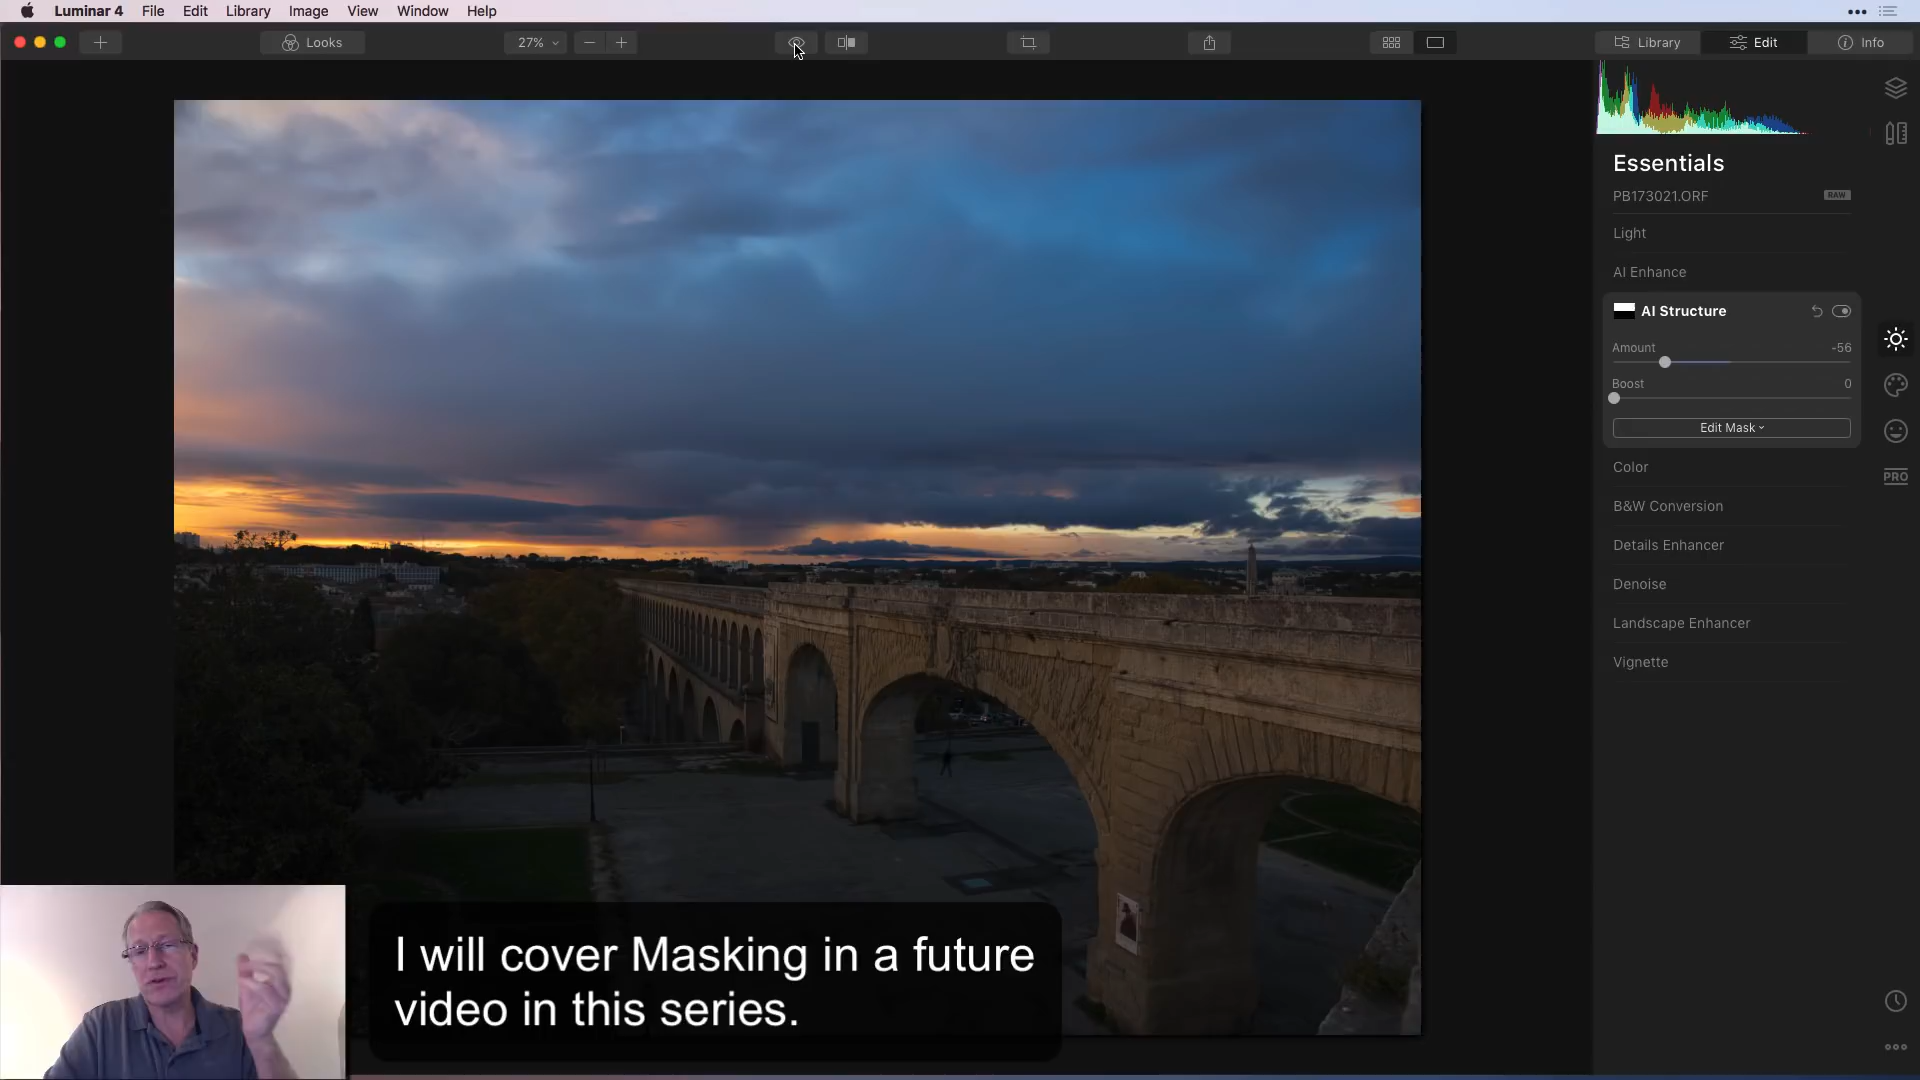 Luminar 4 File Edit Library Image View Window Help
Looks
27%
Library
Edit
Info
Essentials
PB173021.ORF
RAW
Light
AI Enhance
AI Structure
Amount -56
Boost 0
Edit Mask
Color
B&W Conversion
Details Enhancer
Denoise
Landscape Enhancer
Vignette
PRO
I will cover Masking in a future
video in this series.